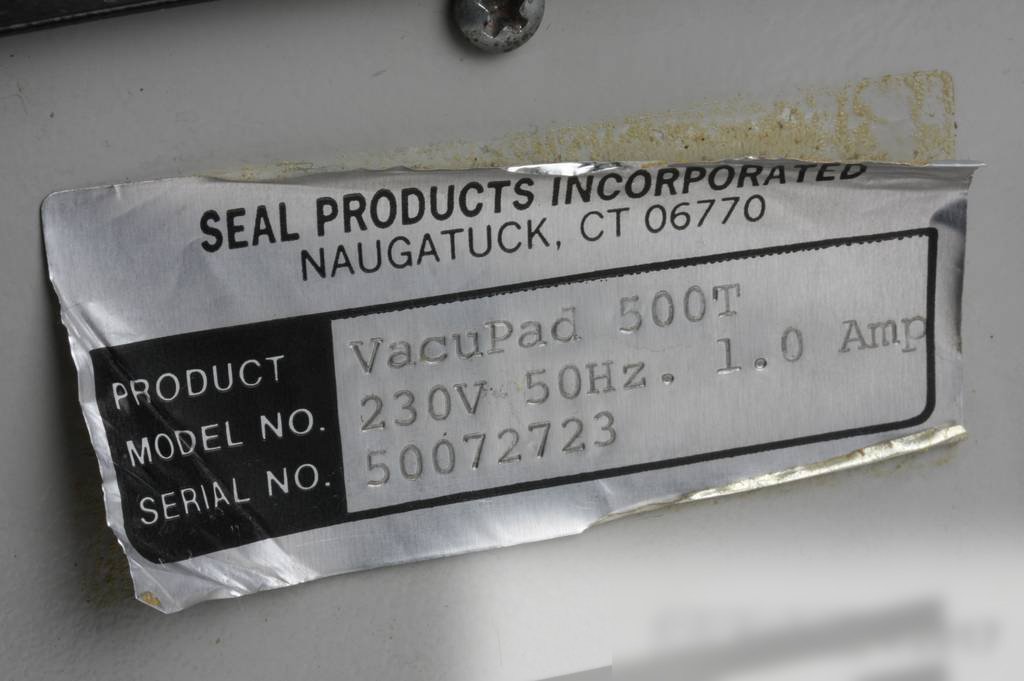 SEAL PRODUCTS INCORPORATED
NAUGATUCK, CT 06770
PRODUCT VacuPad 500T
MODEL NO. 230V 50Hz. 1.0 Amp
SERIAL NO. 50072723